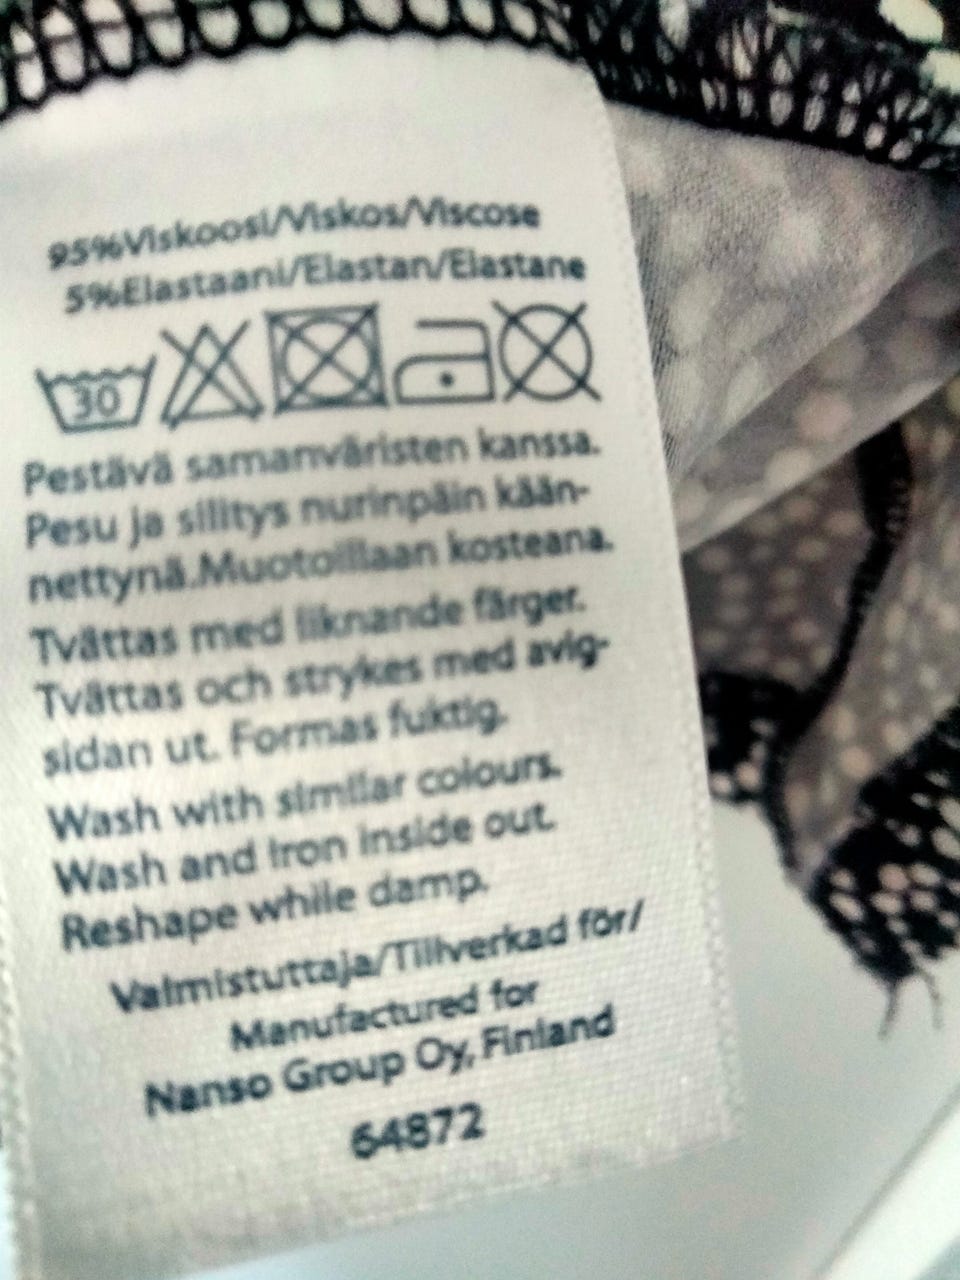 95%Viskoosi/Viskos/Viscose
5%Elastaani/Elastan/Elastane
30
Pestävä samanväristen kanssa.
Pesu ja silitys nurinpäin kään-
nettynä.Muotoillaan kosteana.
Tvättas med liknande färger.
Tvättas och strykes med avig-
sidan ut. Formas fuktig.
Wash with similar colours.
Wash and iron inside out.
Reshape while damp.
Valmistuttaja/Tillverkad för/
Manufactured for
Nanso Group Oy, Finland
64872